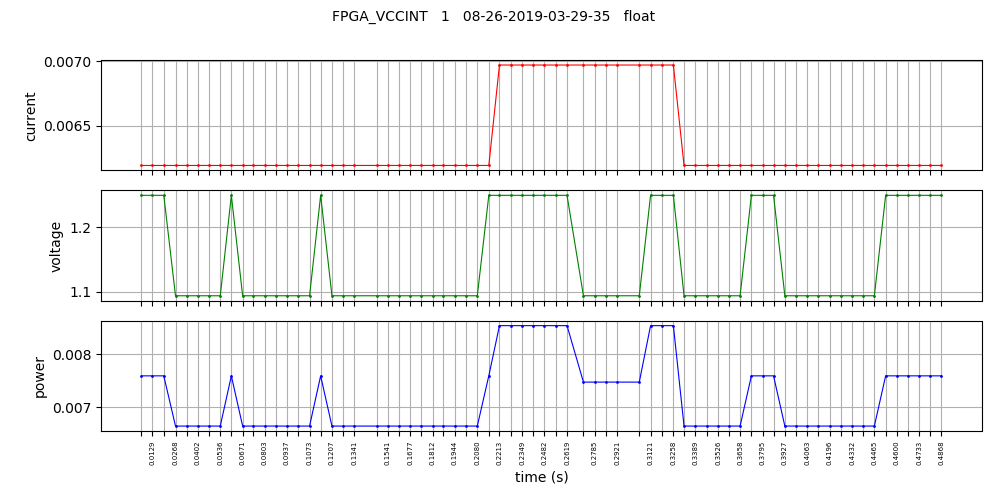 FPGA_VCCINT 1 08-26-2019-03-29-35 float
0.0070
current
0.0065
1.2
voltage
1.1
0.008
power
0.007
0.0129 0.0268 0.0402 0.0536 0.0671 0.0803 0.0937 0.1073 0.1207 0.1341 0.1541 0.1677 0.1812 0.1944 0.2080 0.2213 0.2349 0.2482 0.2619 0.2785 0.2921 0.3121 0.3258 0.3389 0.3526 0.3658 0.3795 0.3927 0.4063 0.4196 0.4332 0.4465 0.4600 0.4733 0.4868
time (s)